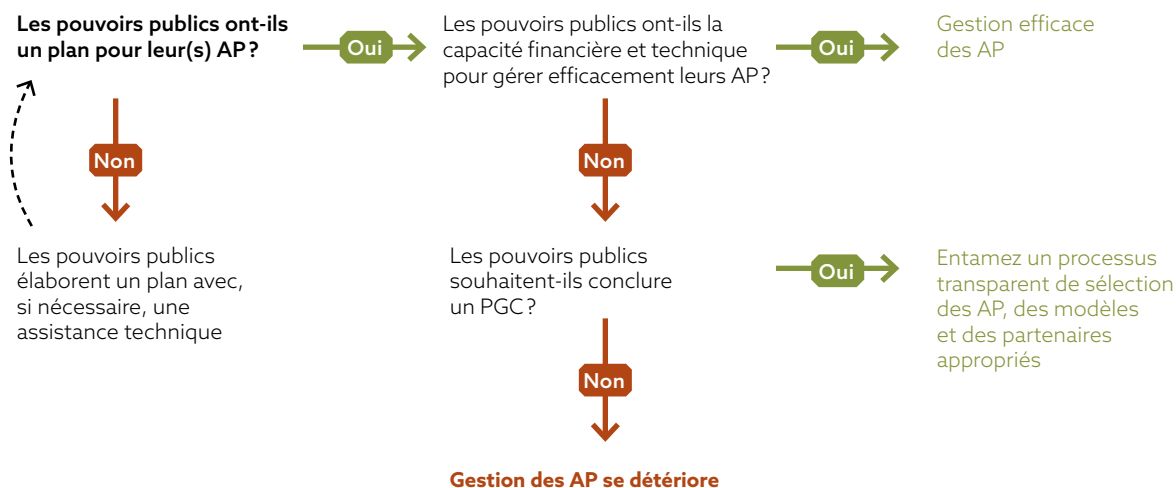 Les pouvoirs publics ont-ils
un plan pour leur(s) AP ?
Oui
Les pouvoirs publics ont-ils la
capacité financière et technique
pour gérer efficacement leurs AP ?
Oui
Gestion efficace
des AP
Non
Non
Les pouvoirs publics
élaborent un plan avec,
si nécessaire, une
assistance technique
Les pouvoirs publics
souhaitent-ils conclure
un PGC ?
Oui
Entamez un processus
transparent de sélection
des AP, des modèles
et des partenaires
appropriés
Non
Gestion des AP se détériore